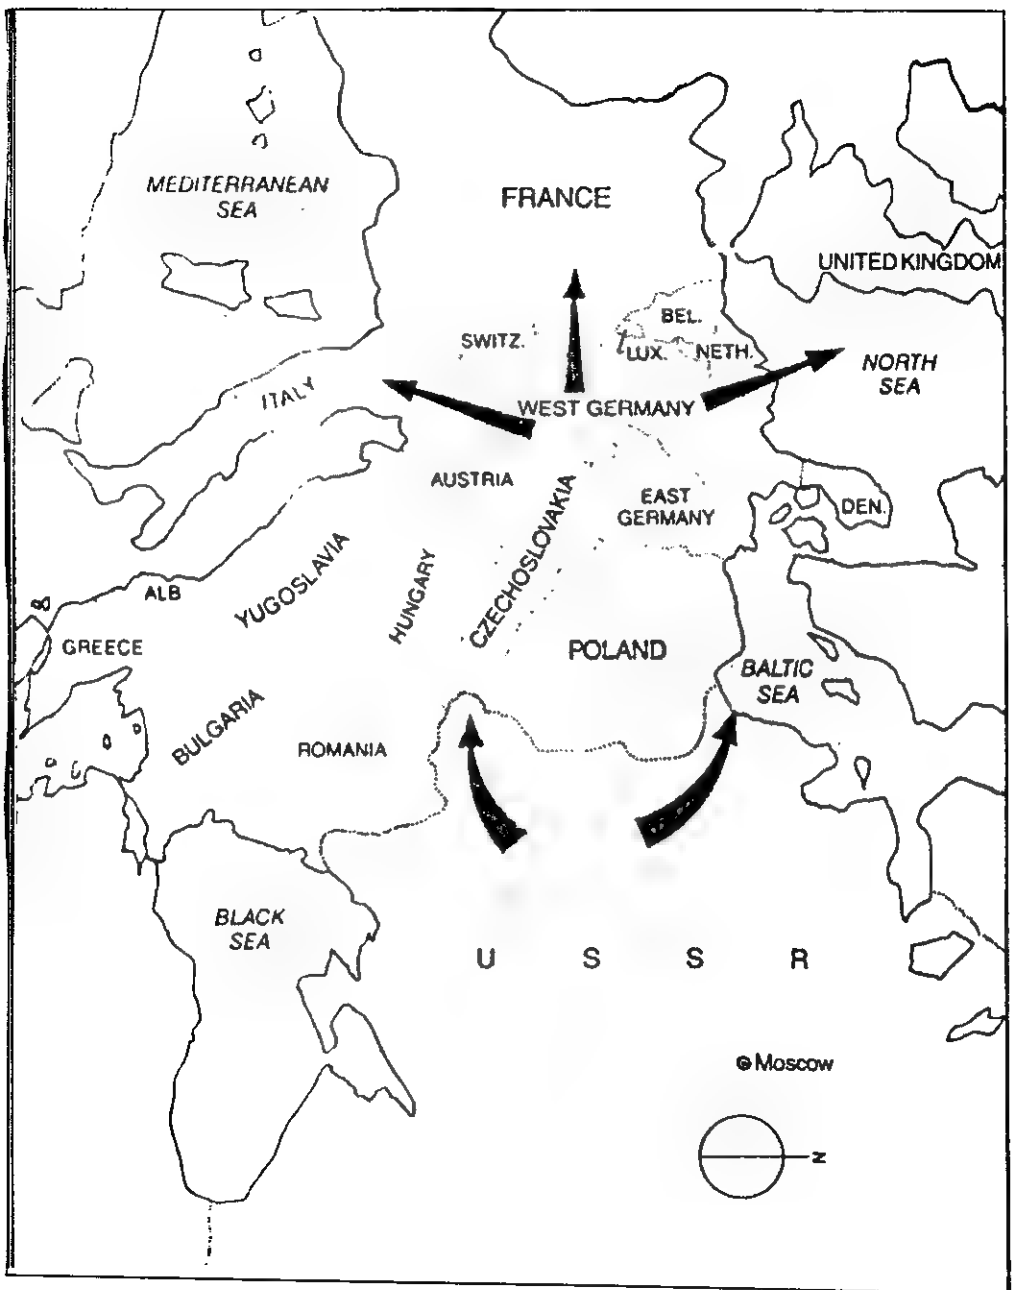 MEDITERRANEAN
SEA
FRANCE
UNITED KINGDOM
BEL.
SWITZ.
LUX.
NETH.
NORTH
SEA
ITALY
WEST GERMANY
AUSTRIA
EAST
GERMANY
DEN.
CZECHOSLOVAKIA
YUGOSLAVIA
HUNGARY
ALB
8
GREECE
POLAND
BALTIC
SEA
BULGARIA
ROMANIA
BLACK
SEA
U S S R
Moscow
N